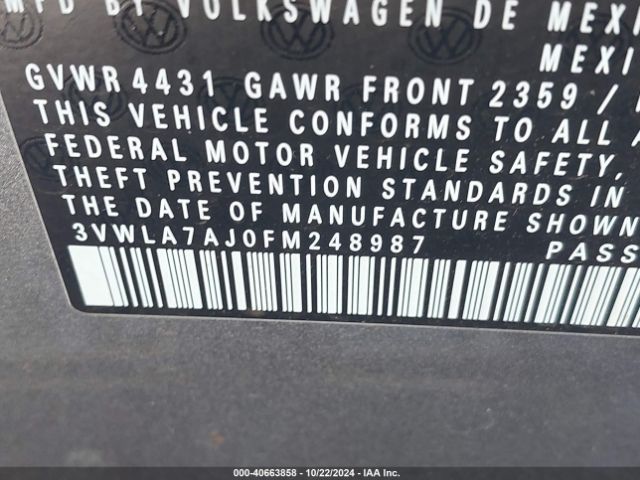 MFD BY VOLKSWAGEN DE MEXI
MEXI
GVWR 4431 GAWR FRONT 2359 /
THIS VEHICLE CONFORMS TO ALL
FEDERAL MOTOR VEHICLE SAFETY,
THEFT PREVENTION STANDARDS IN
THE DATE OF MANUFACTURE SHOWN
3VWLA7AJ0FM248987 PASS
000-40663858 - 10/22/2024 - IAA Inc.